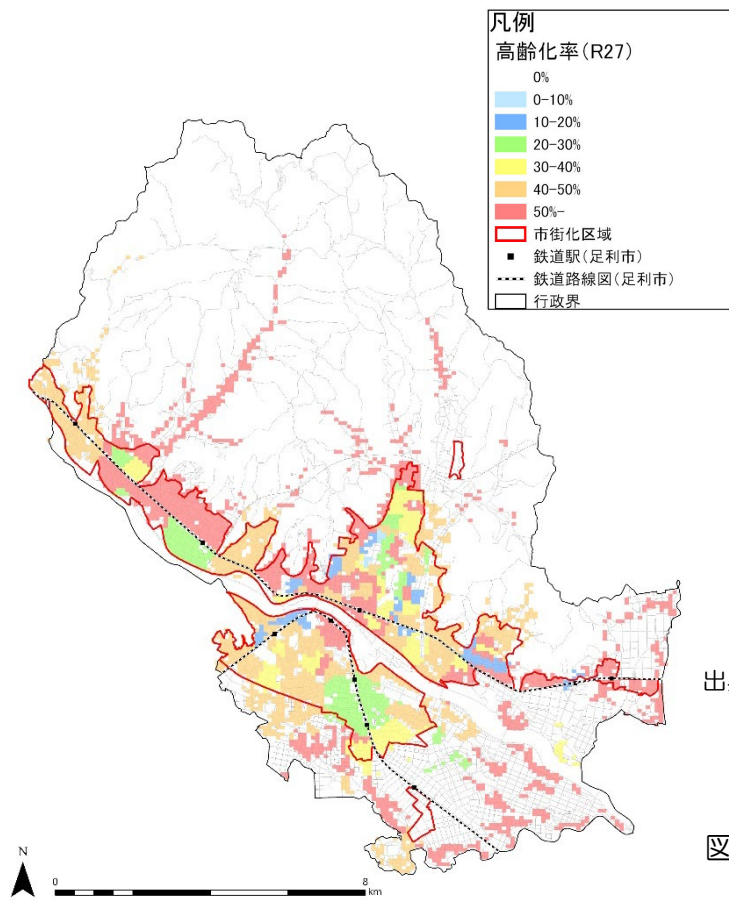 凡例
高齢化率(R27)
0%
0-10%
10-20%
20-30%
30-40%
40-50%
50%-
市街化区域
鉄道駅(足利市)
鉄道路線図(足利市)
行政界
出
図
N
0 8
km